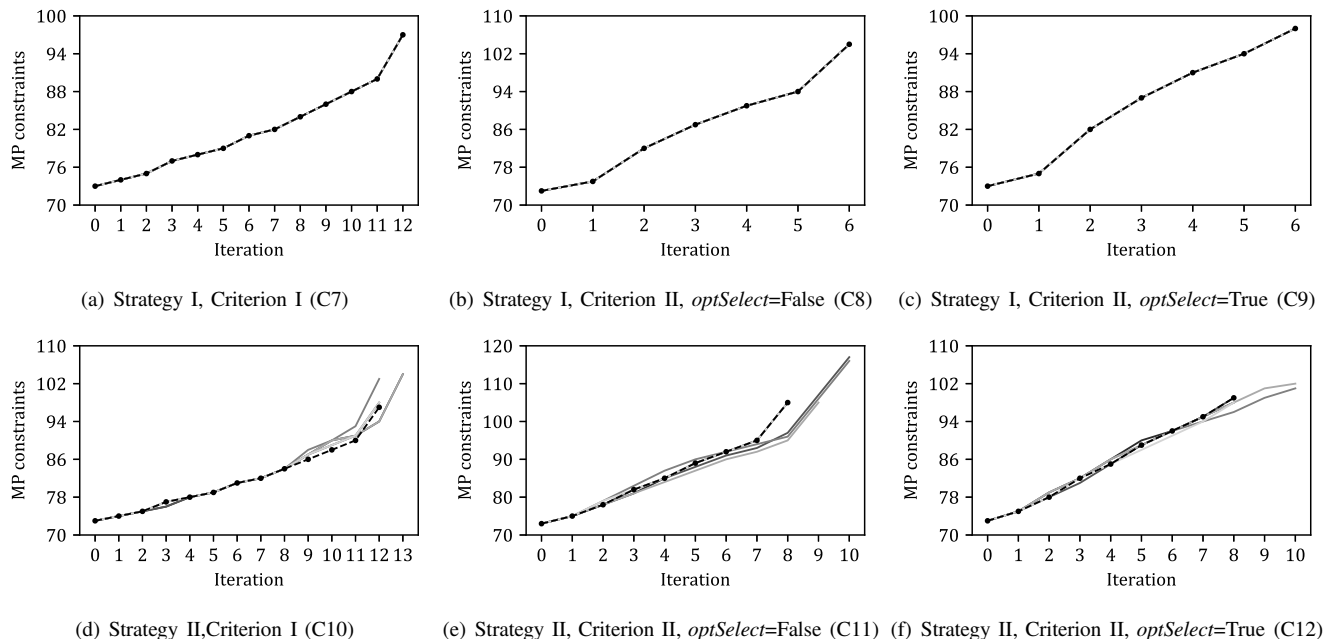 100
94
88
82
76
70
MP constraints
0 1 2 3 4 5 6 7 8 9 10 11 12
Iteration
(a) Strategy I, Criterion I (C7)
110
102
94
86
78
70
MP constraints
0 1 2 3 4 5 6
Iteration
(b) Strategy I, Criterion II, optSelect=False (C8)
100
94
88
82
76
70
MP constraints
0 1 2 3 4 5 6
Iteration
(c) Strategy I, Criterion II, optSelect=True (C9)
110
102
94
86
78
70
MP constraints
0 1 2 3 4 5 6 7 8 9 10 11 12 13
Iteration
(d) Strategy II,Criterion I (C10)
120
110
100
90
80
70
MP constraints
0 1 2 3 4 5 6 7 8 9 10
Iteration
(e) Strategy II, Criterion II, optSelect=False (C11)
110
102
94
86
78
70
MP constraints
0 1 2 3 4 5 6 7 8 9 10
Iteration
(f) Strategy II, Criterion II, optSelect=True (C12)